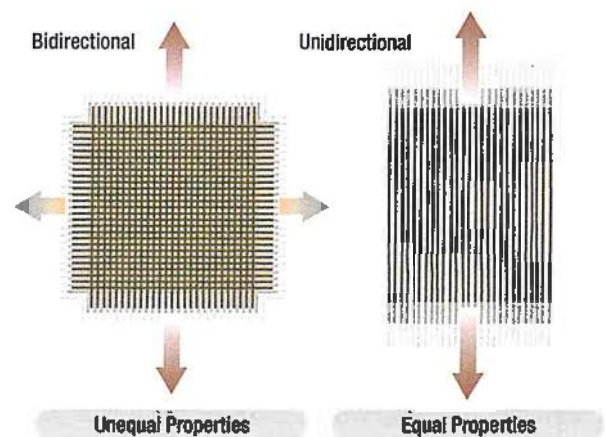 Bidirectional
Unidirectional
Unequal Properties
Equal Properties